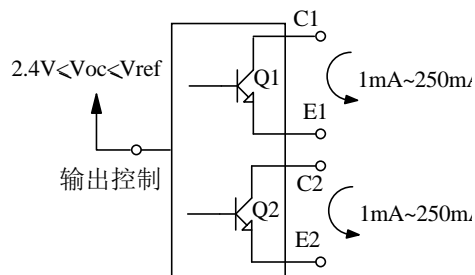 C1
2.4V<Voc<Vref
Q1
1mA~250mA
E1
输出控制
C2
Q2
1mA~250mA
E2